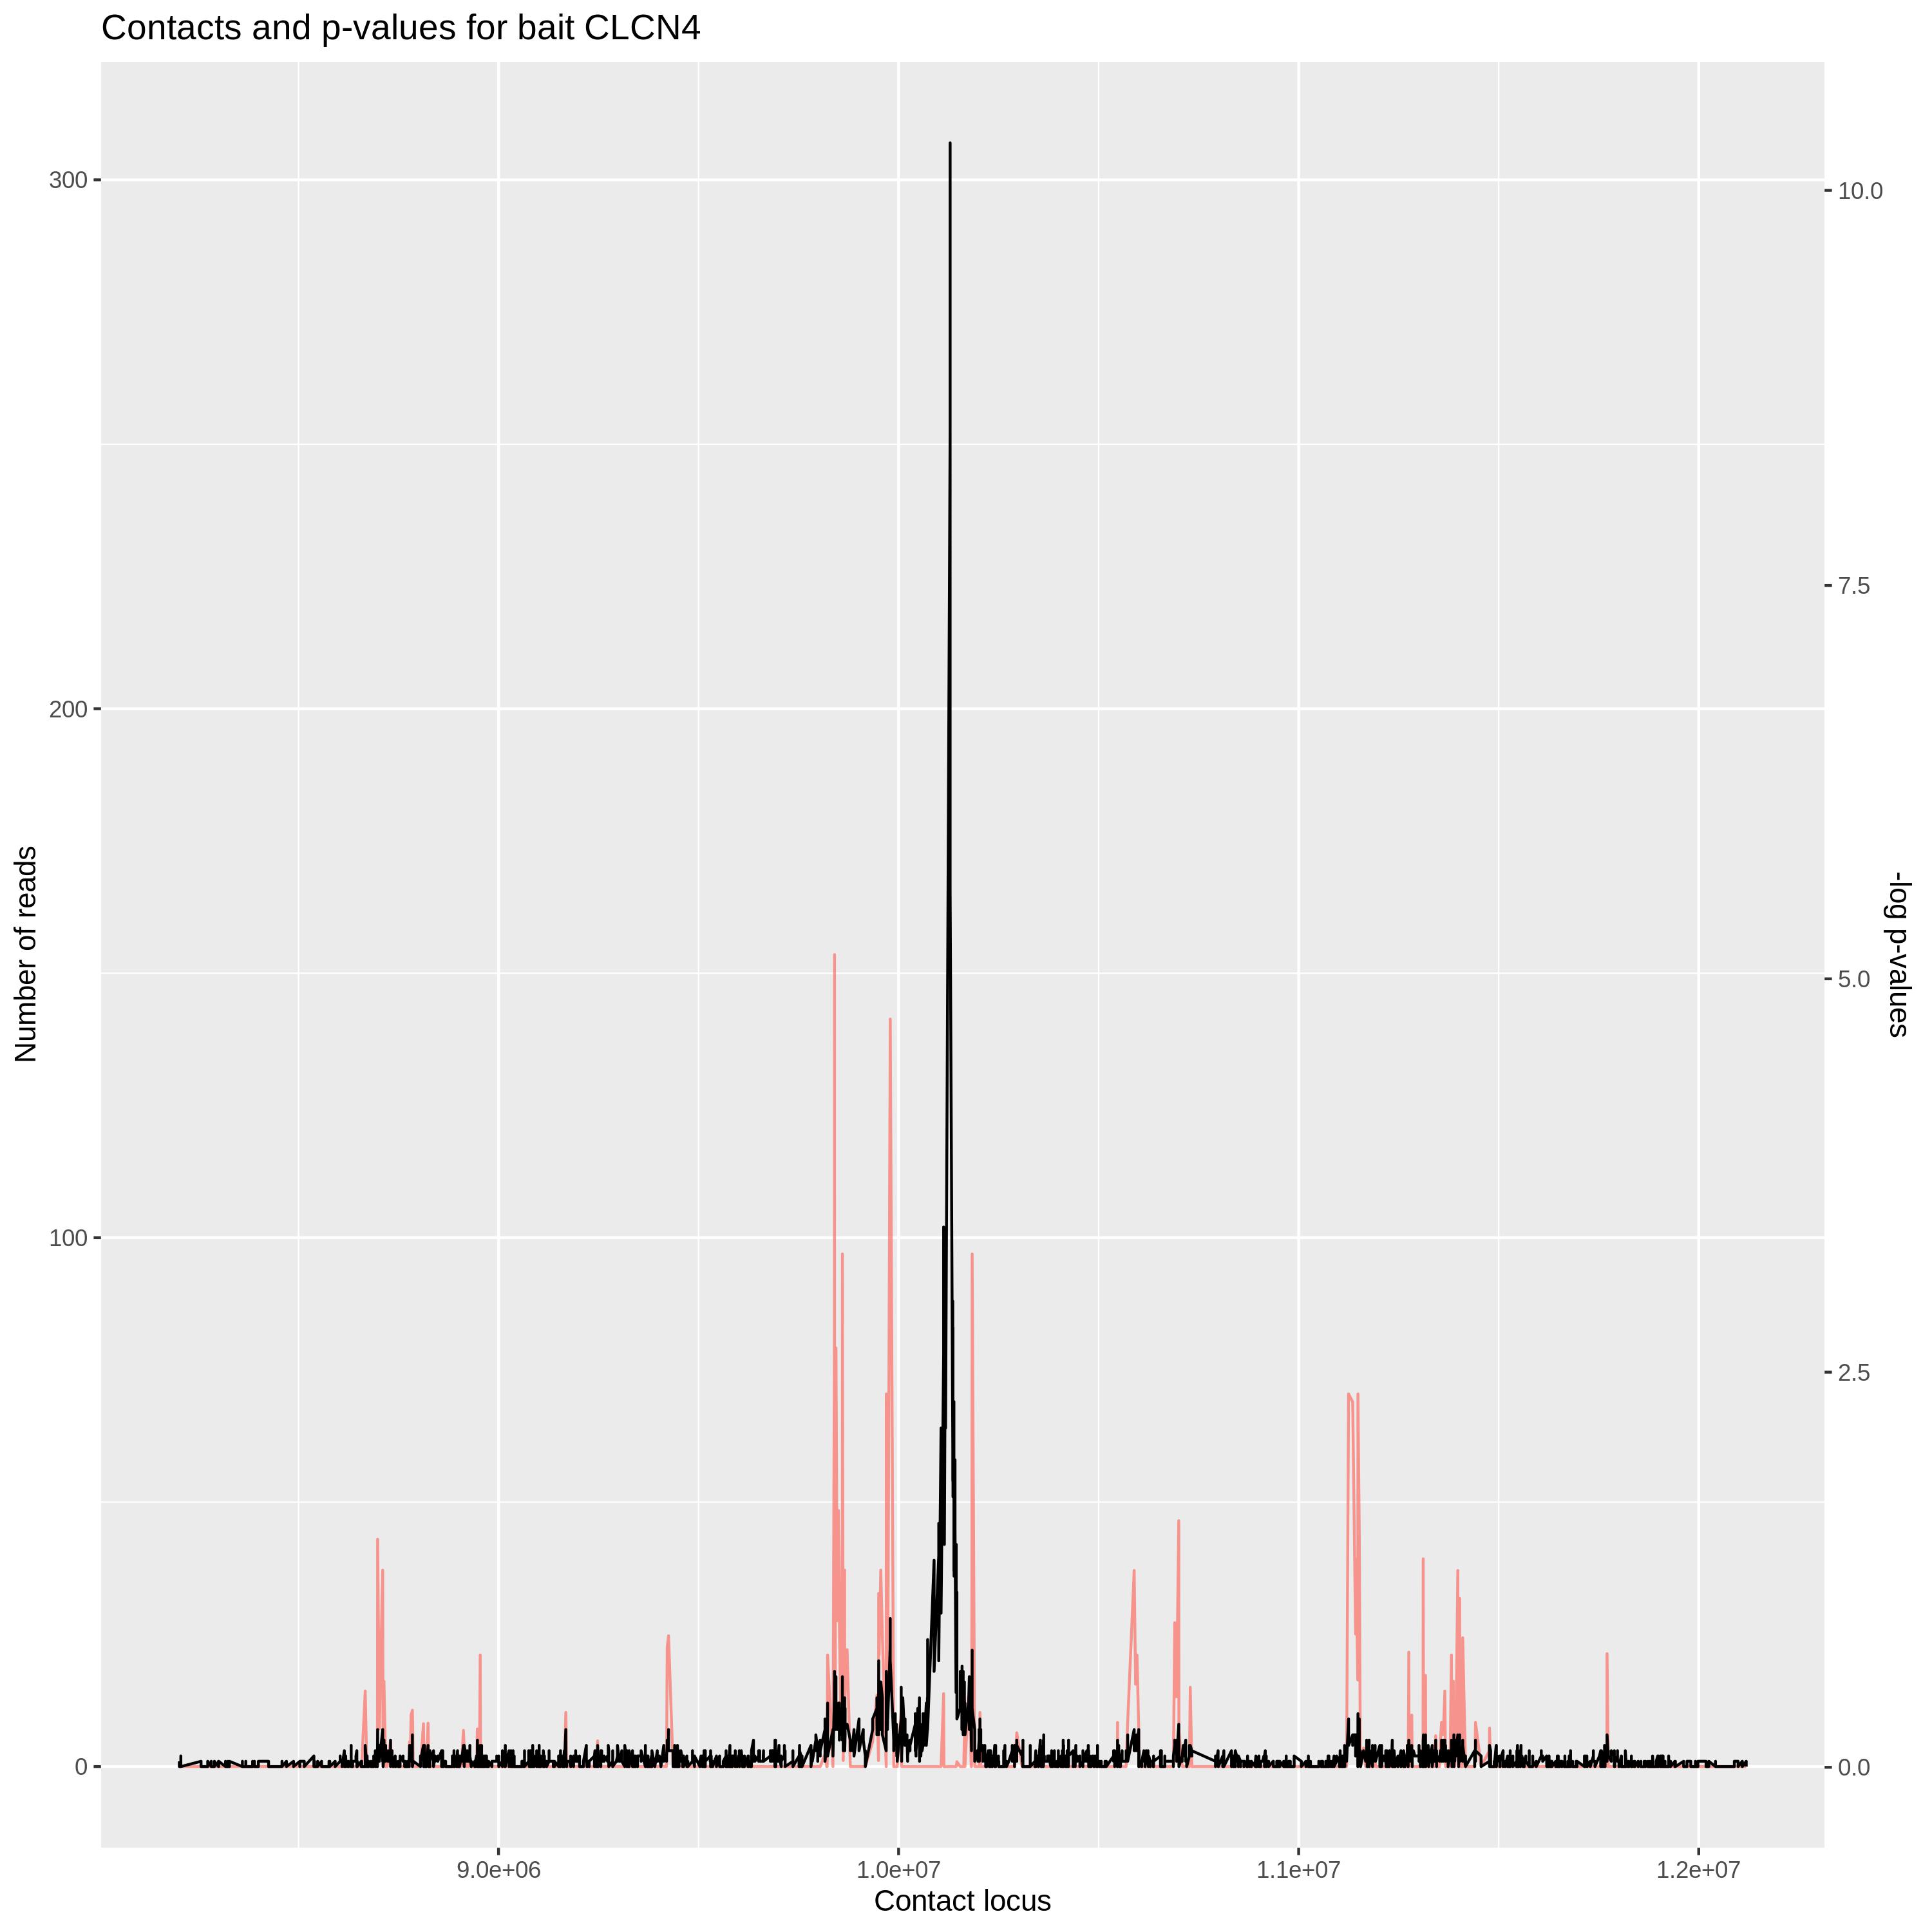 Contacts and p-values for bait CLCN4
300
200
100
0
10.0
7.5
5.0
2.5
0.0
Number of reads
-log p-values
9.0e+06
1.0e+07
1.1e+07
1.2e+07
Contact locus